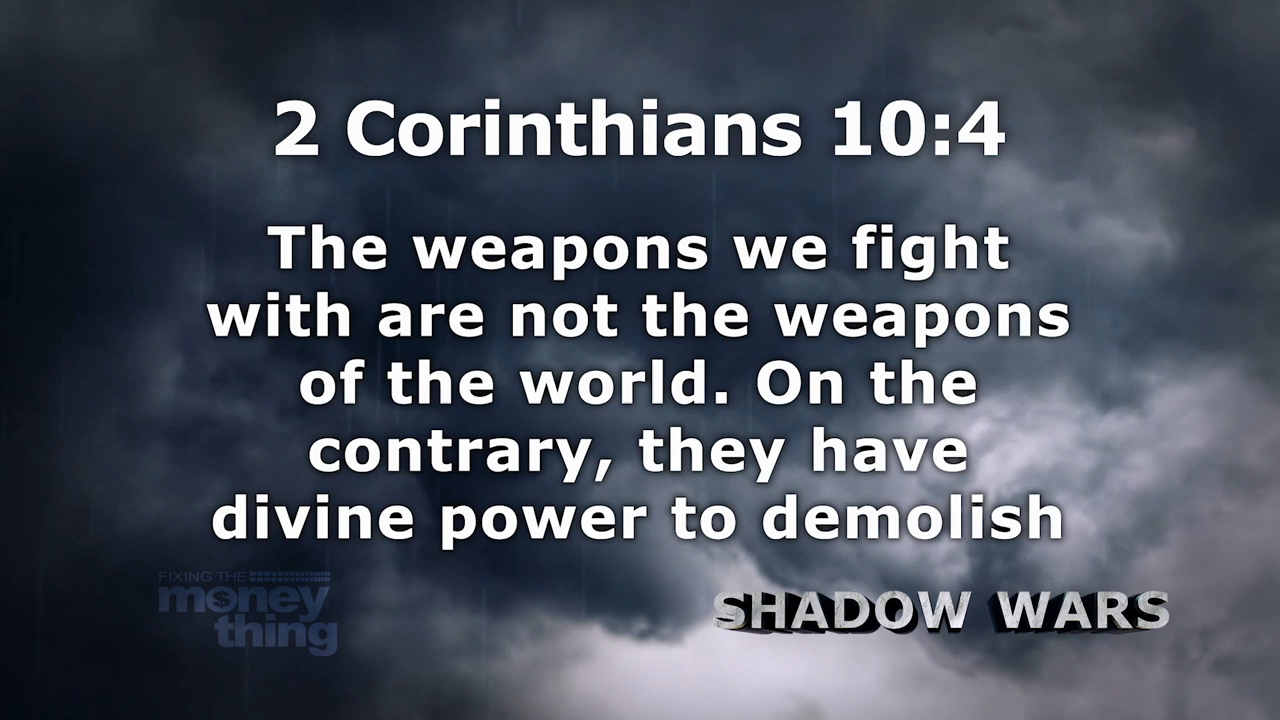 2 Corinthians 10:4
The weapons we fight
with are not the weapons
of the world. On the
contrary, they have
divine power to demolish
FIXING THE
money
thing
SHADOW WARS